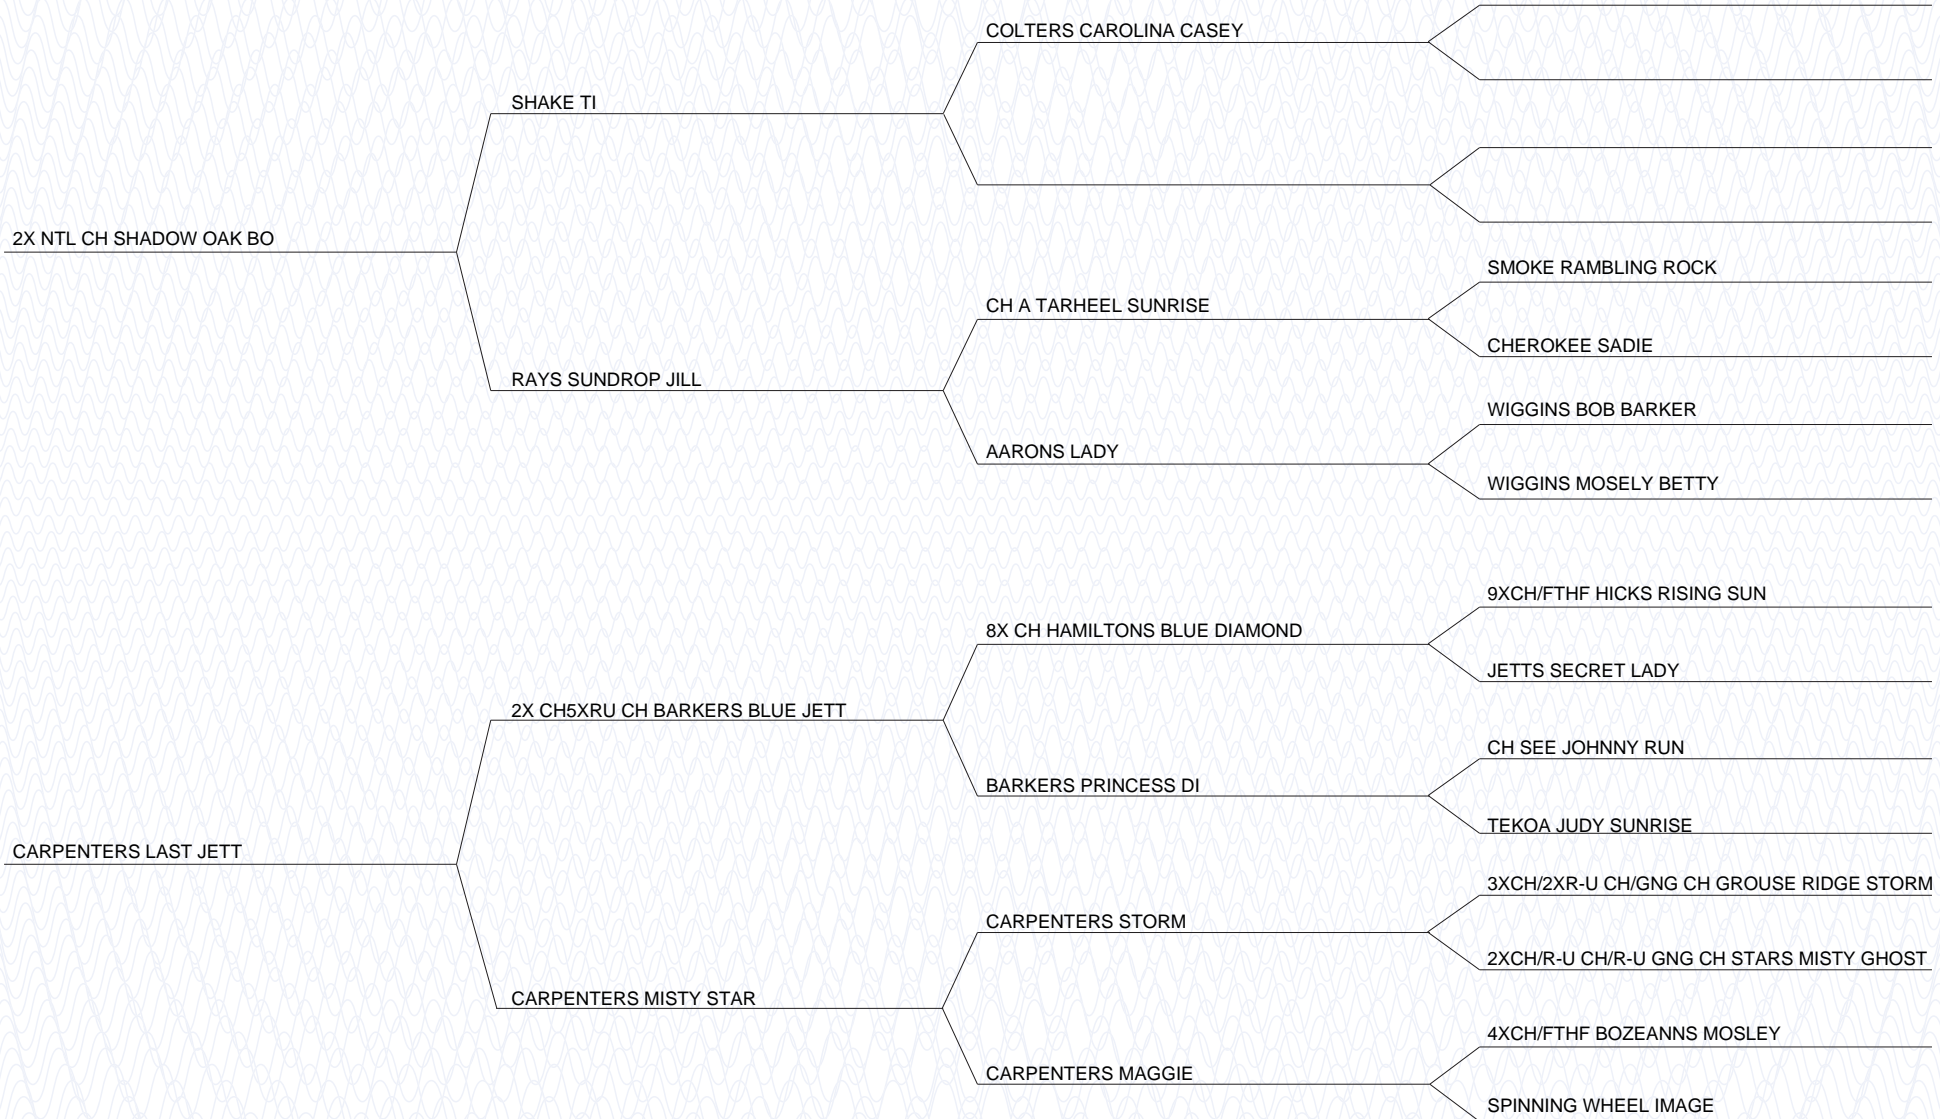 COLTERS CAROLINA CASEY
SHAKE TI
2X NTL CH SHADOW OAK BO
SMOKE RAMBLING ROCK
CH A TARHEEL SUNRISE
CHEROKEE SADIE
RAYS SUNDROP JILL
WIGGINS BOB BARKER
AARONS LADY
WIGGINS MOSELY BETTY
9XCH/FTHF HICKS RISING SUN
8X CH HAMILTONS BLUE DIAMOND
JETTS SECRET LADY
2X CH5XRU CH BARKERS BLUE JETT
CH SEE JOHNNY RUN
BARKERS PRINCESS DI
TEKOA JUDY SUNRISE
CARPENTERS LAST JETT
3XCH/2XR-U CH/GNG CH GROUSE RIDGE STORM
CARPENTERS STORM
2XCH/R-U CH/R-U GNG CH STARS MISTY GHOST
CARPENTERS MISTY STAR
4XCH/FTHF BOZEANNS MOSLEY
CARPENTERS MAGGIE
SPINNING WHEEL IMAGE